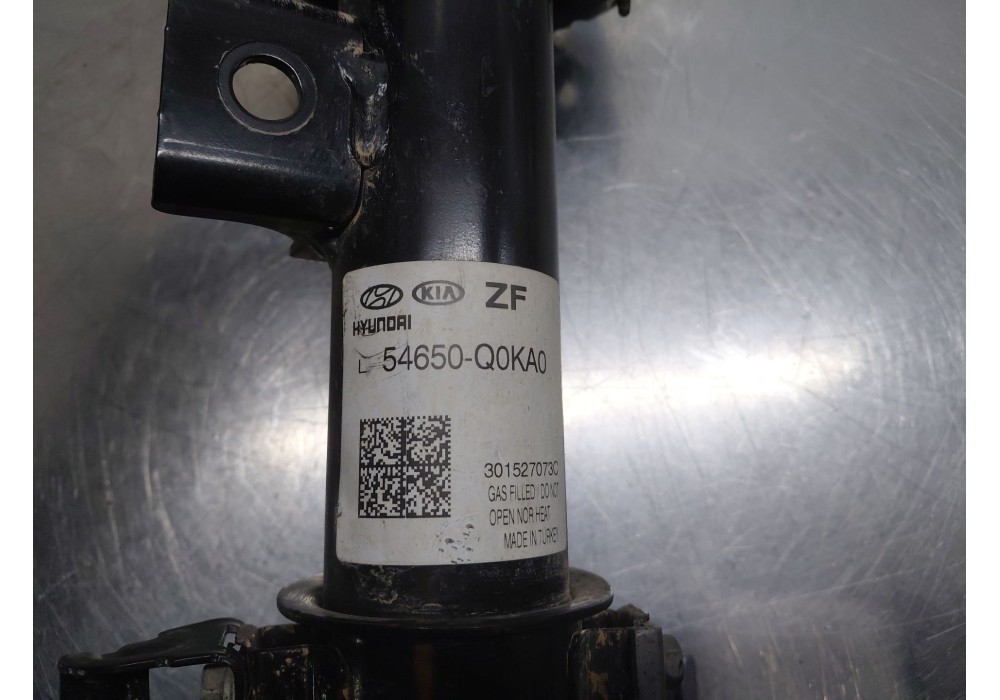 KIA ZF
HYUNDAI
L 54650-Q0KA0
301527073C
GAS FILLED / DO NOT
OPEN NOR HEAT
MADE IN TURKEY